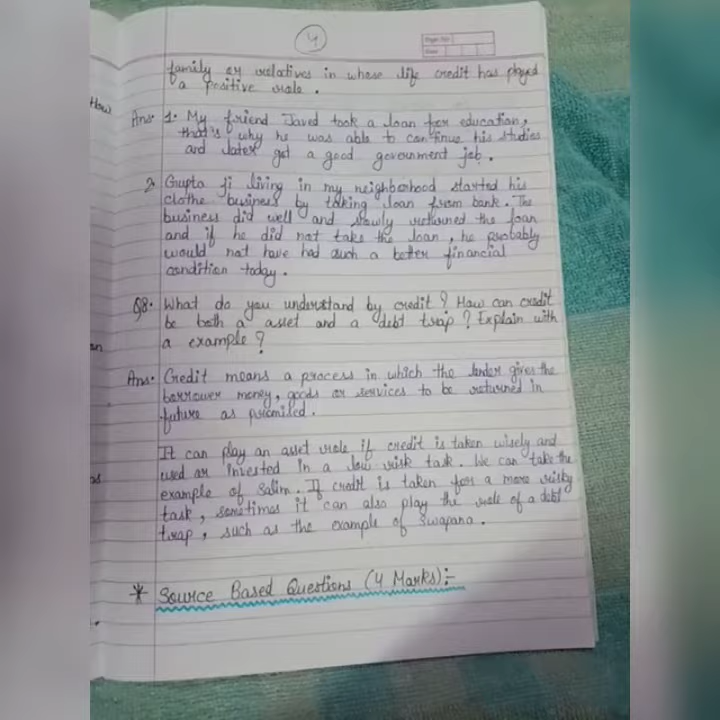 4
Page No.
Date
family or relatives in whose life credit has played
a positive role.
Ans. 1. My friend Javed took a loan for education,
that's why he was able to continue his studies
and later got a good government job.
2. Gupta Ji living in my neighborhood started his
clothe business by taking loan from bank. The
business did well and slowly returned the loan
and if he did not take the loan, he probably
would not have had such a better financial
condition today.
Q8. What do you understand by credit? How can credit
be both a asset and a debt trap? Explain with
a example?
Ans. Credit means a process in which the lender gives the
borrower money, goods or services to be returned in
future as promised.
It can play an asset role if credit is taken wisely and
used or invested in a low risk task. We can take the
example of Salim. If credit is taken for a more risky
task, sometimes it can also play the role of a debt
trap, such as the example of Swapana.
* Source Based Questions (4 Marks):-
How